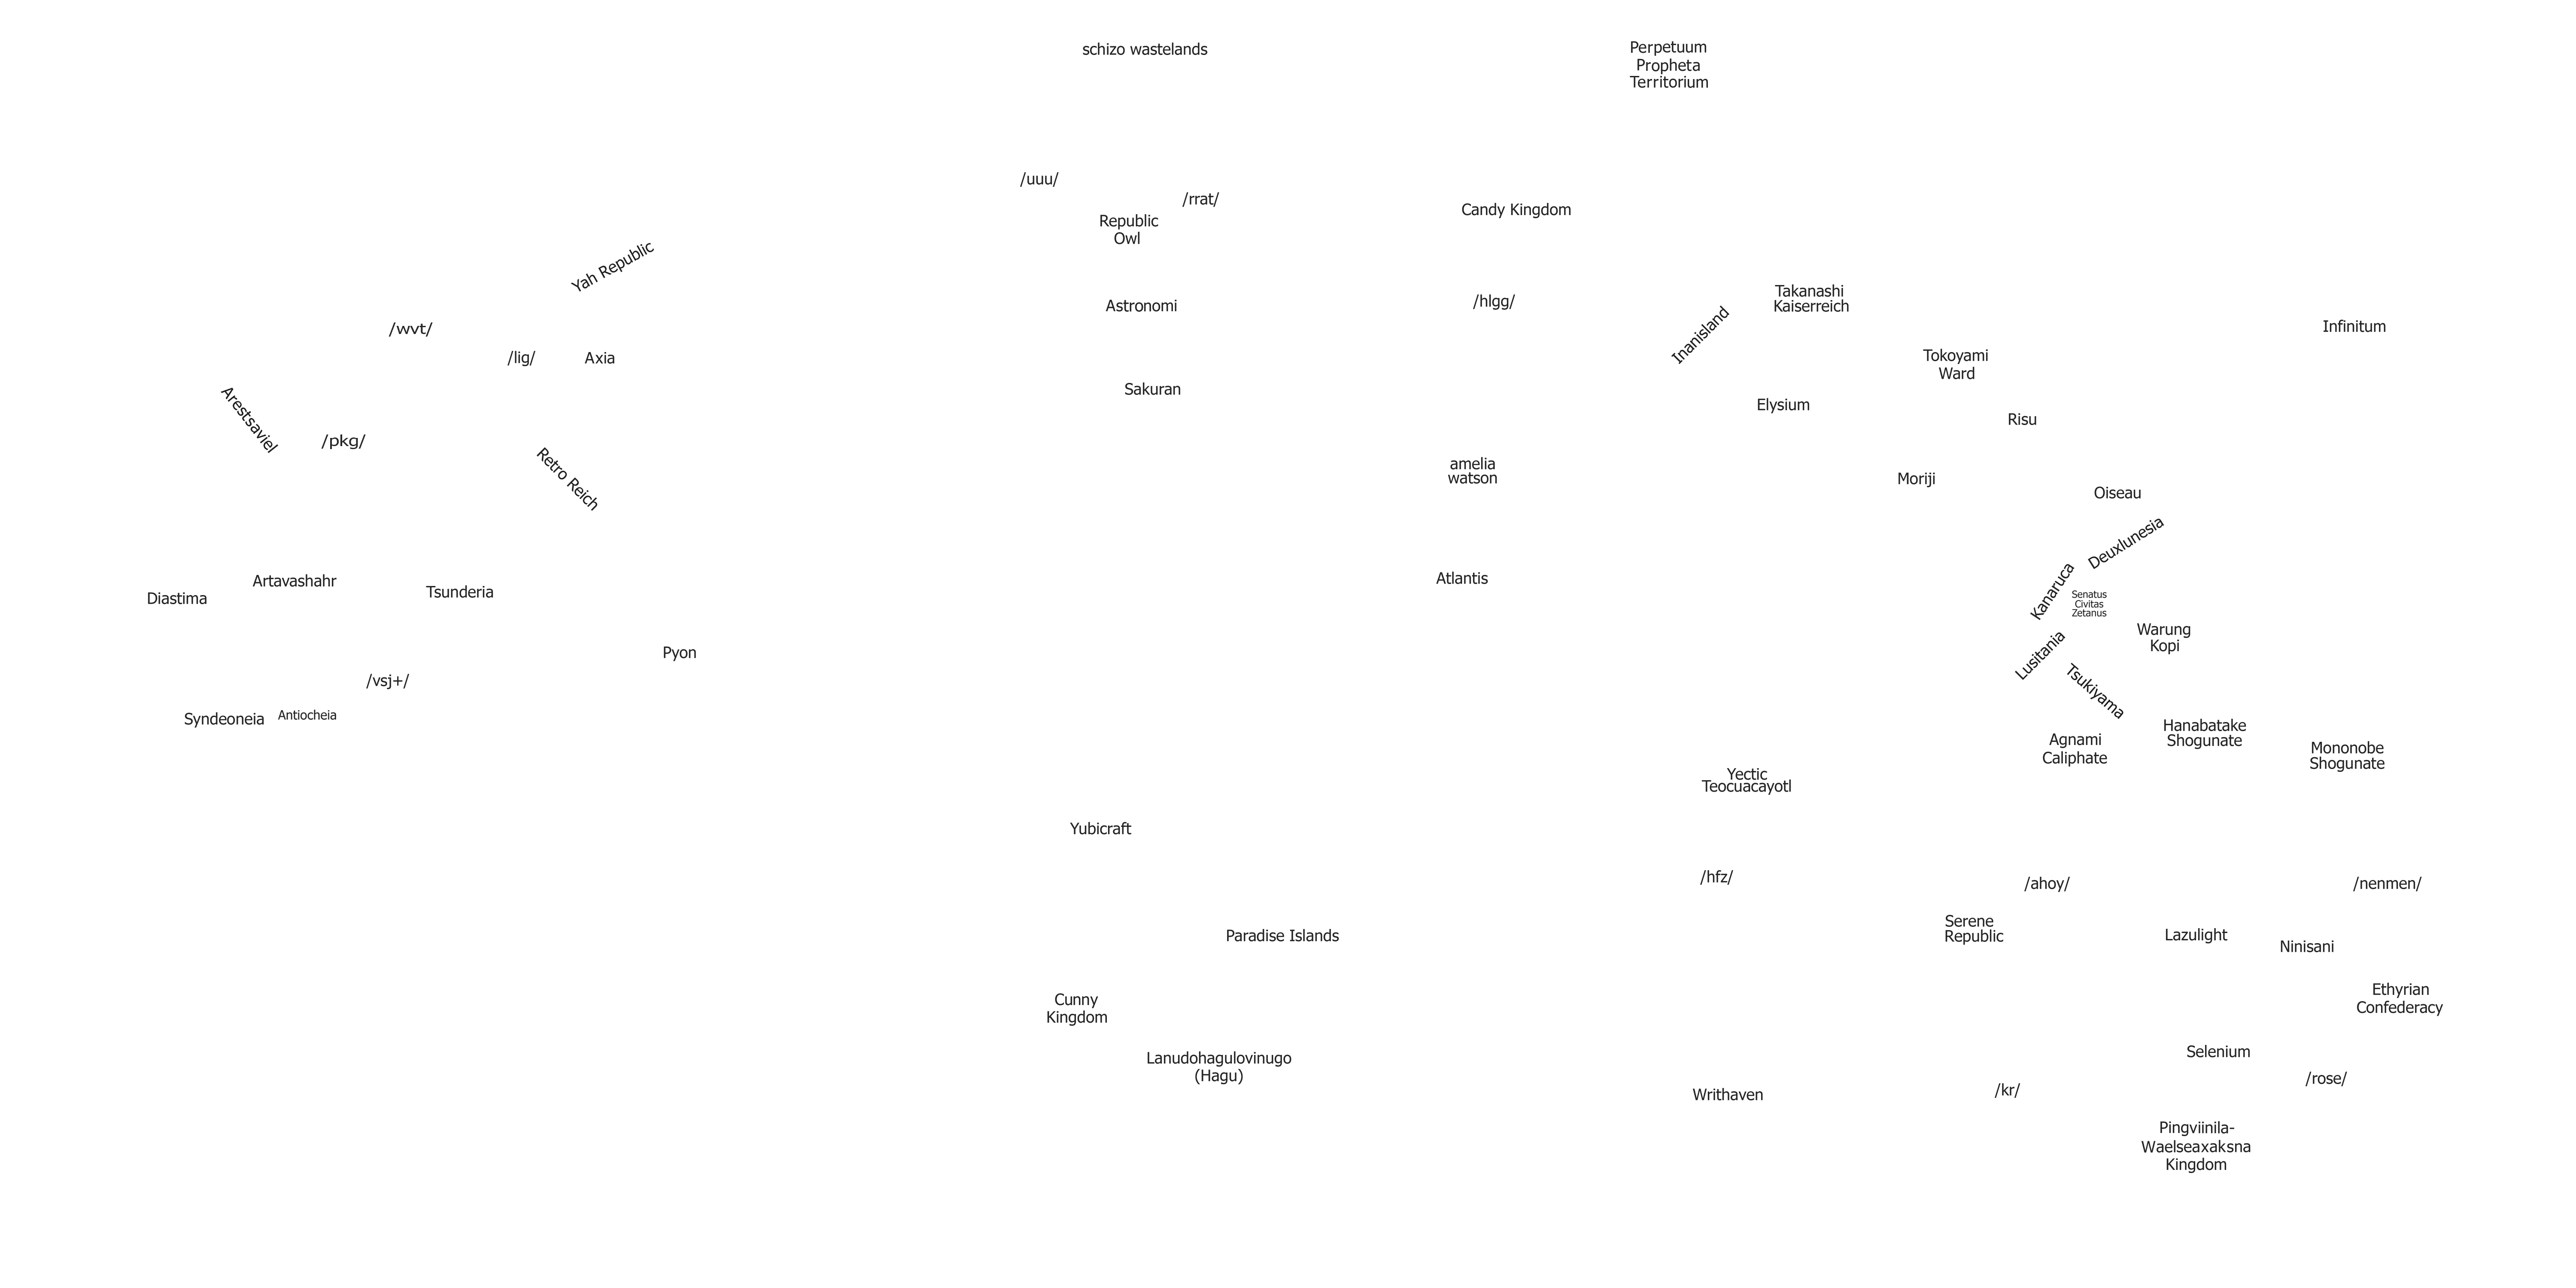 schizo wastelands
Perpetuum
Propheta
Territorium
/uuu/
/rrat/
Republic
Owl
Candy Kingdom
Yah Republic
Astronomi
/hlgg/
Inanisland
Takanashi
Kaiserreich
Infinitum
/wvt/
/lig/
Axia
Tokoyami
Ward
Sakuran
Elysium
Risu
Arestsaviel
/pkg/
Retro Reich
amelia
watson
Moriji
Oiseau
Deuxlunesia
Diastima
Artavashahr
Tsunderia
Atlantis
Kanaruca
Senatus
Civitas
Zetanus
Warung
Kopi
Pyon
Lusitania
/vsj+/
Tsukiyama
Syndeoneia
Antiocheia
Agnami
Caliphate
Hanabatake
Shogunate
Mononobe
Shogunate
Yectic
Teocuacayotl
Yubicraft
/hfz/
/ahoy/
/nenmen/
Paradise Islands
Serene
Republic
Lazulight
Ninisani
Cunny
Kingdom
Ethyrian
Confederacy
Lanudohagulovinugo
(Hagu)
Selenium
/rose/
Writhaven
/kr/
Pingviinila-
Waelseaxaksna
Kingdom